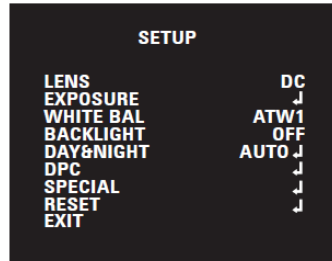 SETUP
LENS DC
EXPOSURE ↲
WHITE BAL ATW1
BACKLIGHT OFF
DAY&NIGHT AUTO ↲
DPC ↲
SPECIAL ↲
RESET ↲
EXIT